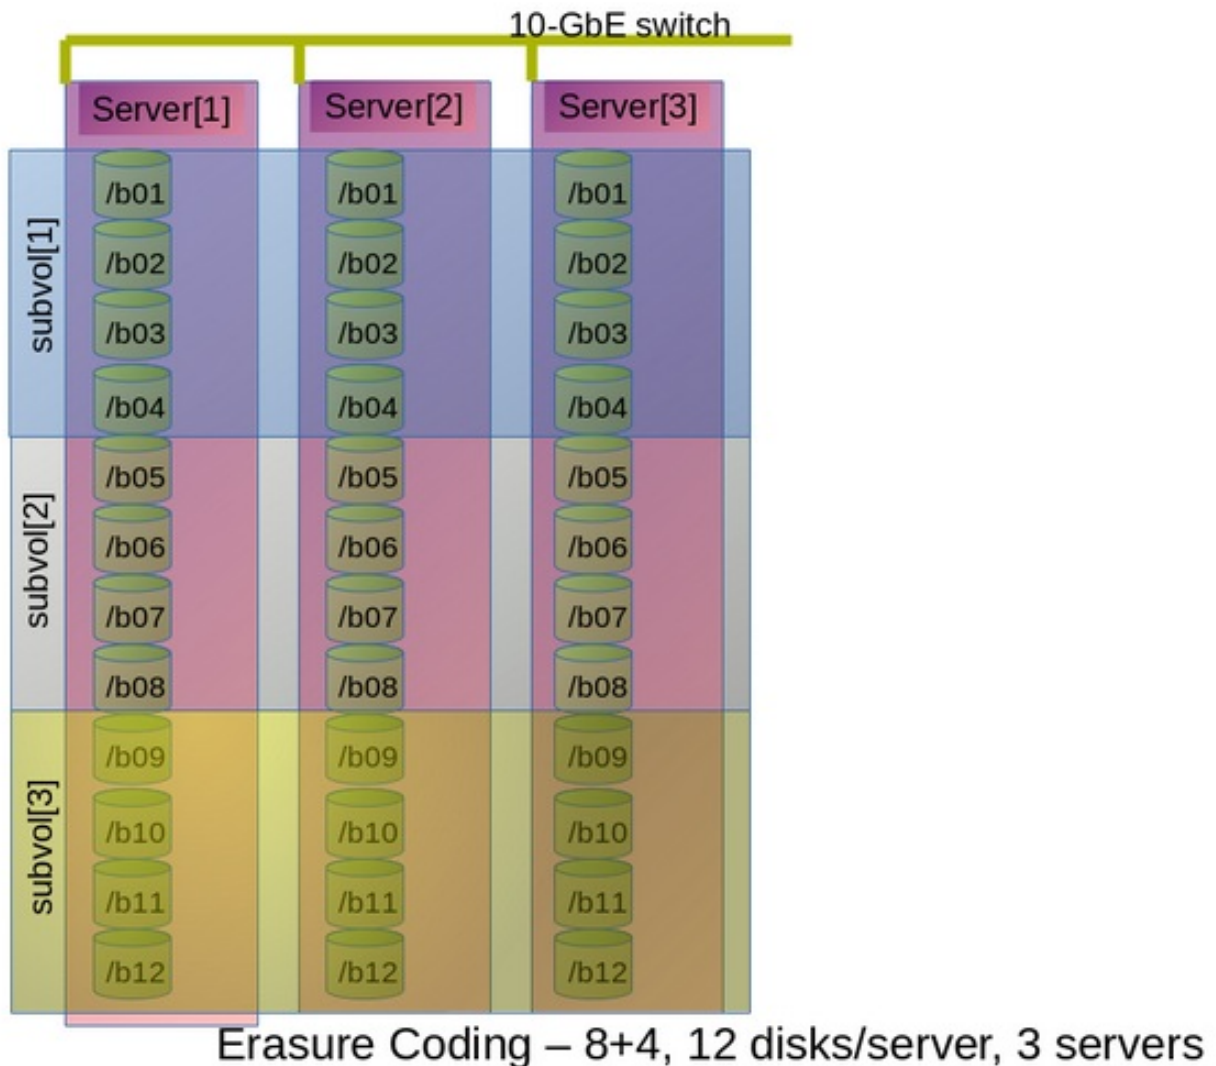 10-GbE switch
Server[1] Server[2] Server[3]
subvol[1]
/b01 /b01 /b01
/b02 /b02 /b02
/b03 /b03 /b03
/b04 /b04 /b04
subvol[2]
/b05 /b05 /b05
/b06 /b06 /b06
/b07 /b07 /b07
/b08 /b08 /b08
subvol[3]
/b09 /b09 /b09
/b10 /b10 /b10
/b11 /b11 /b11
/b12 /b12 /b12
Erasure Coding – 8+4, 12 disks/server, 3 servers